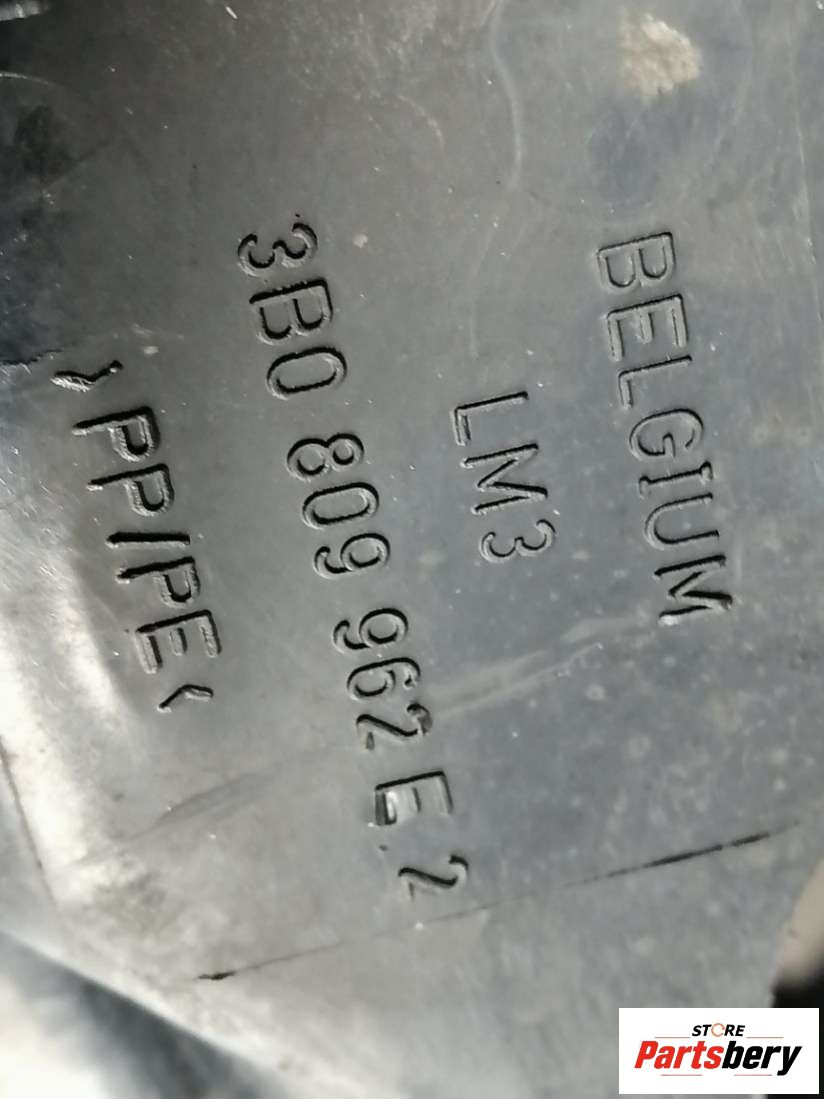 BELGIUM
LM3
3B0 809 962 E 2
>PP/PE<
STORE
Partsbery